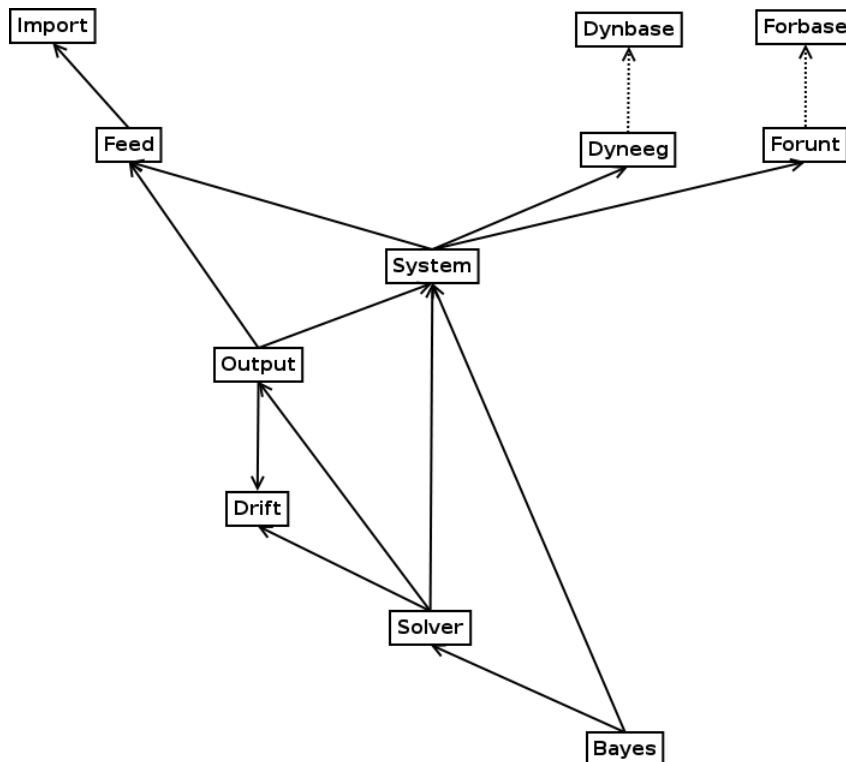 Import
Dynbase
Forbase
Feed
Dyneeg
Forunt
System
Output
Drift
Solver
Bayes